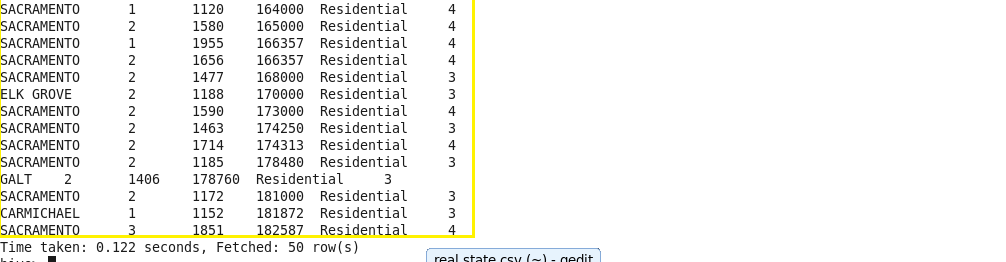 SACRAMENTO 1 1120 164000 Residential 4
SACRAMENTO 2 1580 165000 Residential 4
SACRAMENTO 1 1955 166357 Residential 4
SACRAMENTO 2 1656 166357 Residential 4
SACRAMENTO 2 1477 168000 Residential 3
ELK GROVE 2 1188 170000 Residential 3
SACRAMENTO 2 1590 173000 Residential 4
SACRAMENTO 2 1463 174250 Residential 3
SACRAMENTO 2 1714 174313 Residential 4
SACRAMENTO 2 1185 178480 Residential 3
GALT 2 1406 178760 Residential 3
SACRAMENTO 2 1172 181000 Residential 3
CARMICHAEL 1 1152 181872 Residential 3
SACRAMENTO 3 1851 182587 Residential 4
Time taken: 0.122 seconds, Fetched: 50 row(s)
real state.csv (~) - gedit